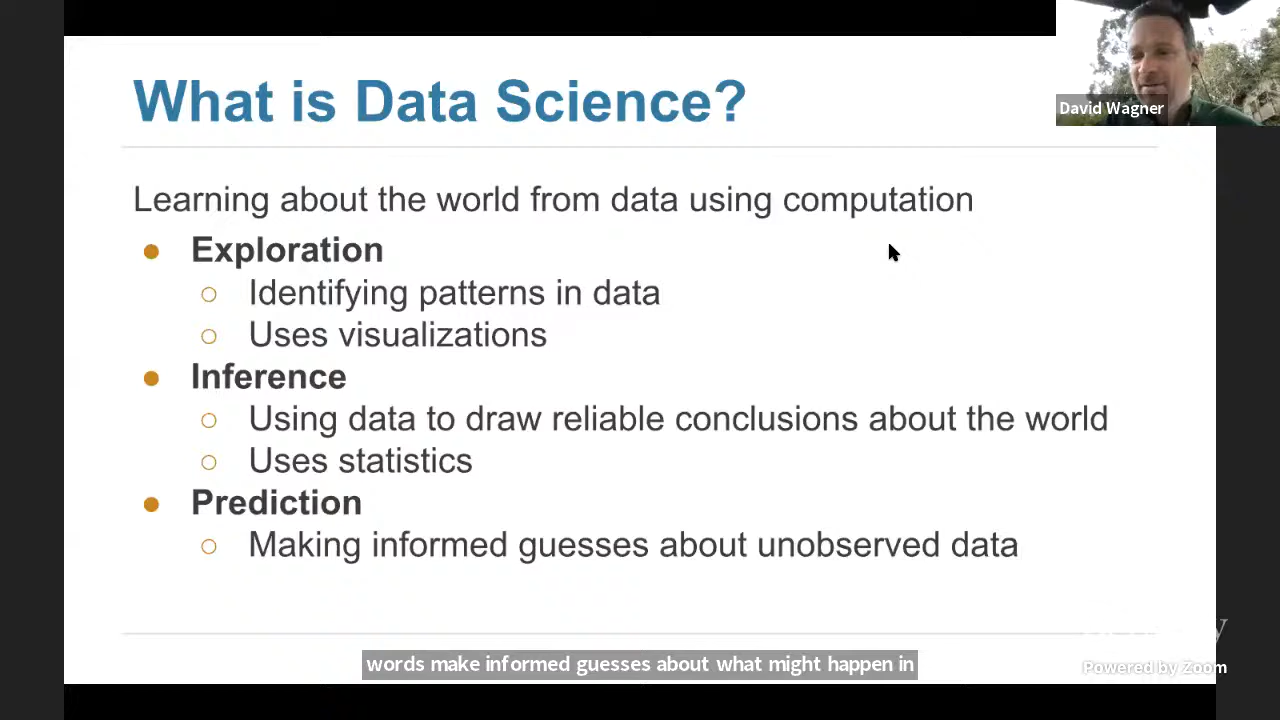 What is Data Science?
David Wagner
Learning about the world from data using computation
● Exploration
○ Identifying patterns in data
○ Uses visualizations
● Inference
○ Using data to draw reliable conclusions about the world
○ Uses statistics
● Prediction
○ Making informed guesses about unobserved data
words make informed guesses about what might happen in
Powered by Zoom